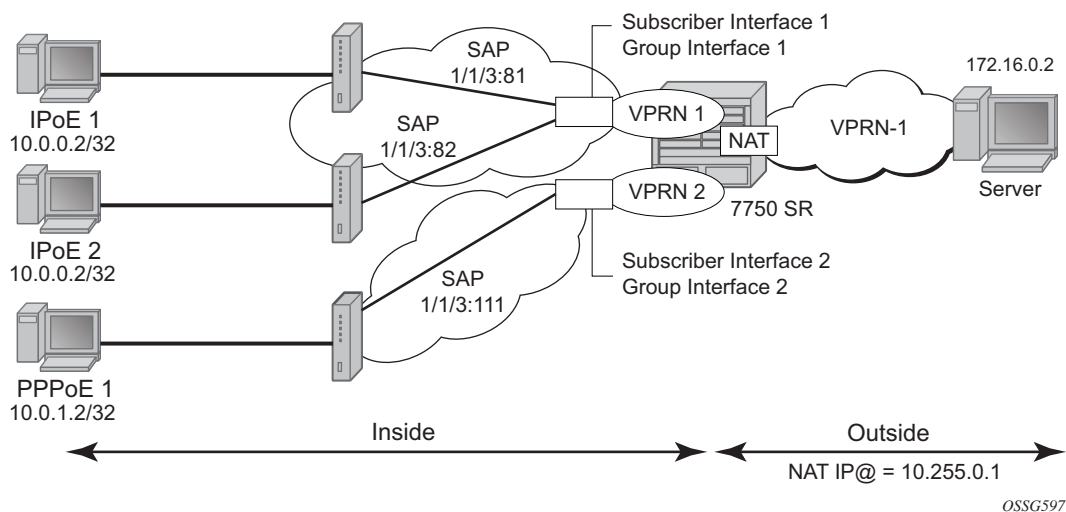 Subscriber Interface 1
Group Interface 1
SAP
1/1/3:81
172.16.0.2
IPoE 1
10.0.0.2/32
SAP
1/1/3:82
VPRN 1
NAT
VPRN-1
Server
IPoE 2
10.0.0.2/32
VPRN 2
7750 SR
SAP
1/1/3:111
Subscriber Interface 2
Group Interface 2
PPPoE 1
10.0.1.2/32
Inside
Outside
NAT IP@ = 10.255.0.1
OSSG597